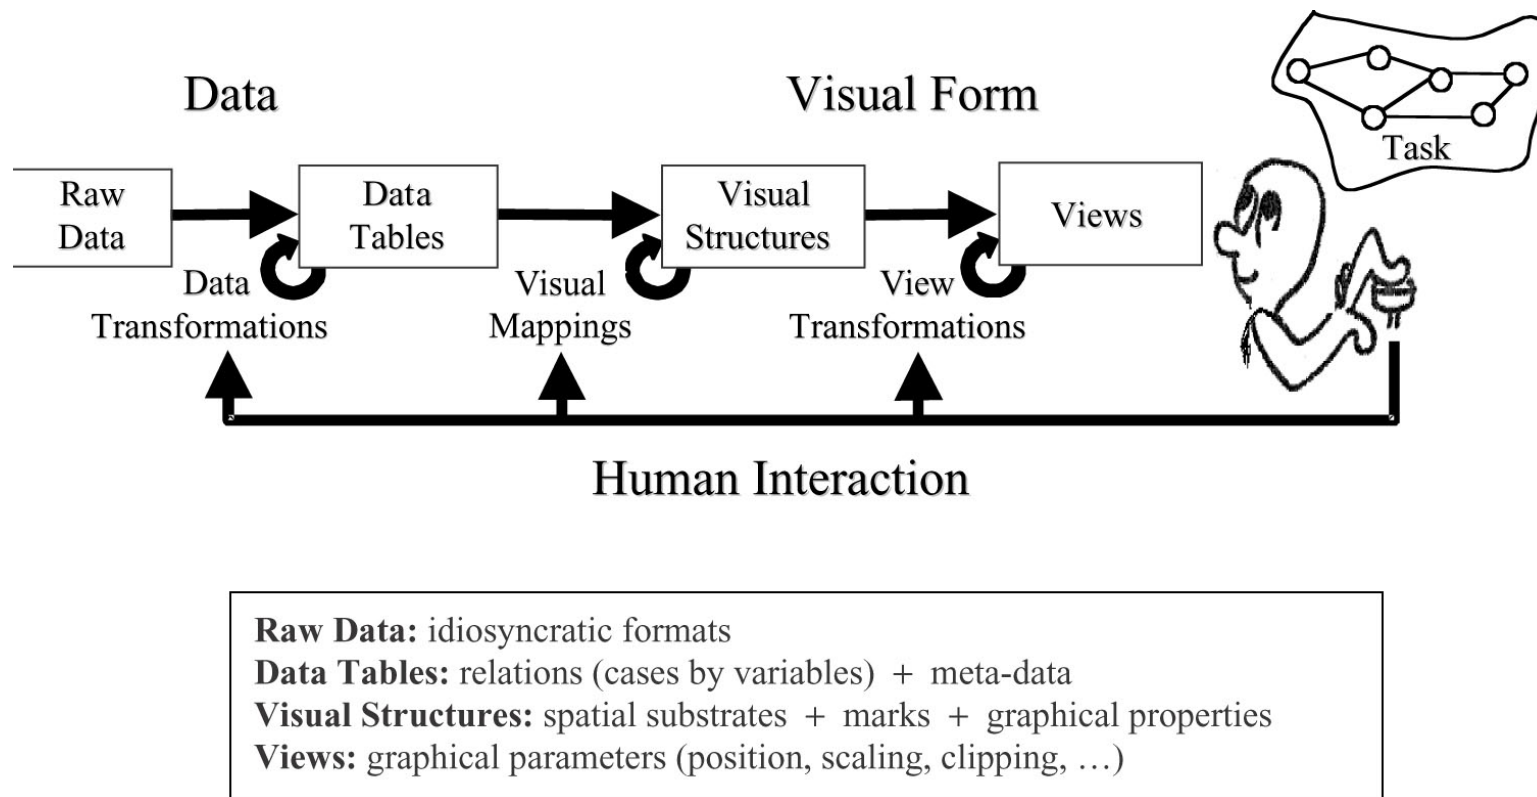 Data
Visual Form
Task
Raw
Data
Data
Tables
Visual
Structures
Views
Data
Transformations
Visual
Mappings
View
Transformations
Human Interaction
Raw Data: idiosyncratic formats
Data Tables: relations (cases by variables) + meta-data
Visual Structures: spatial substrates + marks + graphical properties
Views: graphical parameters (position, scaling, clipping, …)